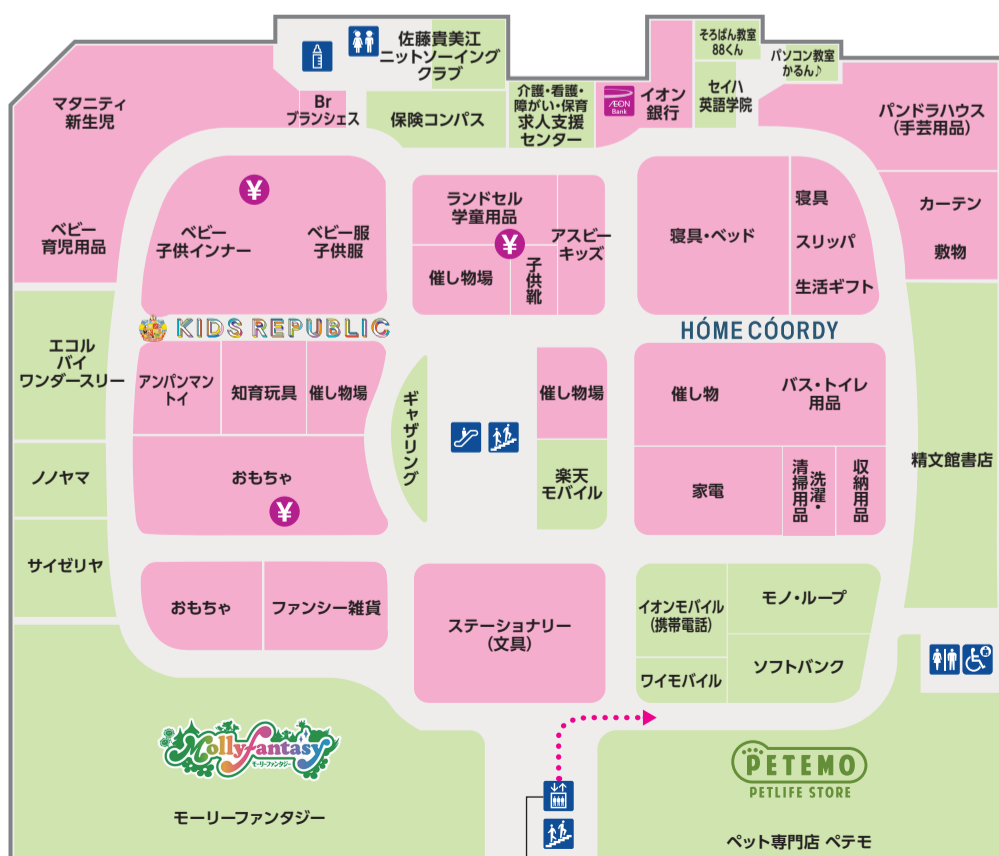 佐藤貴美江
ニットソーイング
クラブ
Br
ブランシェス
保険コンパス
介護・看護・
障がい・保育
求人支援
センター
ÆON
Bank
イオン
銀行
そろばん教室
88くん
セイハ
英語学院
パソコン教室
かるん♪
マタニティ
新生児
ベビー
育児用品
パンドラハウス
(手芸用品)
カーテン
敷物
¥
ベビー
子供インナー
ベビー服
子供服
ランドセル
学童用品
¥
催し物場
子供靴
アスビー
キッズ
寝具・ベッド
寝具
スリッパ
生活ギフト
KIDS REPUBLIC
HÓME CÓORDY
エコル
バイ
ワンダースリー
アンパンマン
トイ
知育玩具
催し物場
ギャザリング
催し物場
催し物
バス・トイレ
用品
ノノヤマ
おもちゃ
¥
楽天
モバイル
家電
洗濯・
清掃用品
収納用品
精文館書店
サイゼリヤ
おもちゃ
ファンシー雑貨
ステーショナリー
(文具)
イオンモバイル
(携帯電話)
モノ・ループ
ワイモバイル
ソフトバンク
Mollyfantasy
モーリーファンタジー
モーリーファンタジー
PETEMO
PETLIFE STORE
ペット専門店 ペテモ